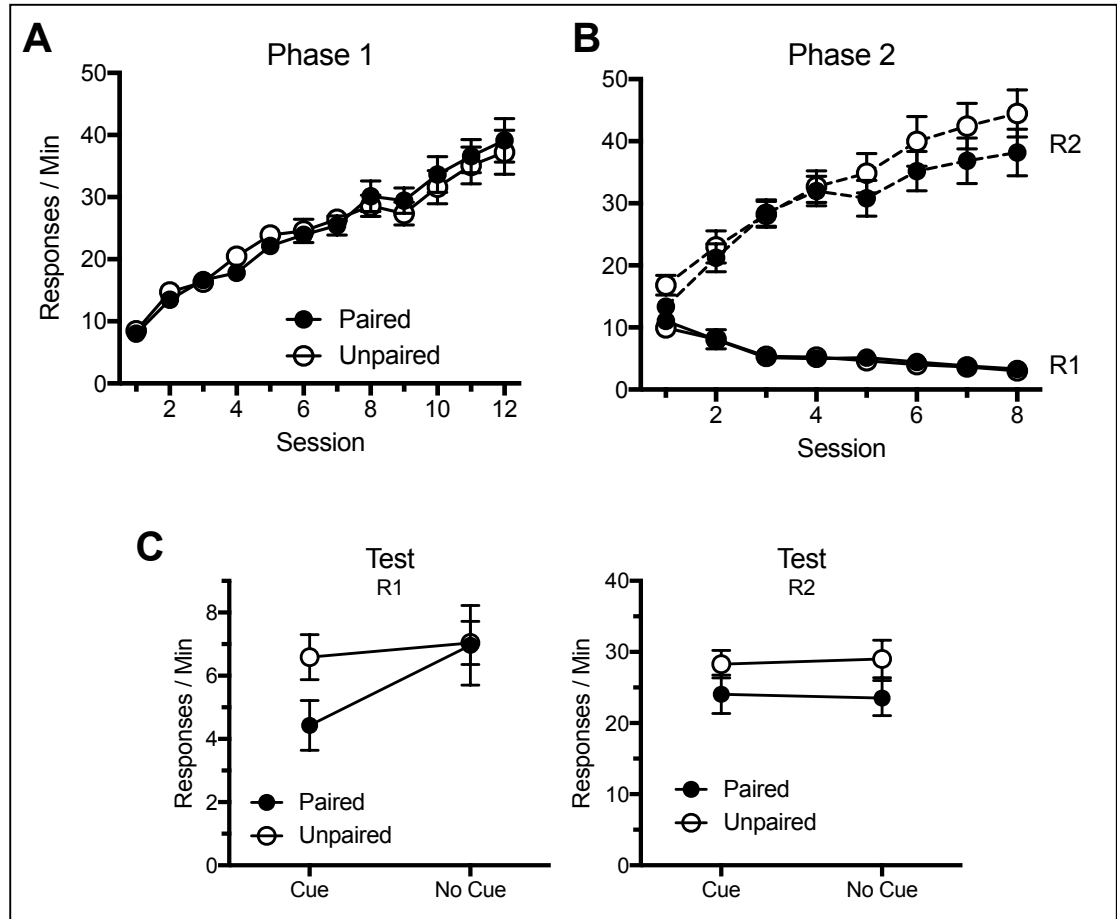 A
Phase 1
Responses / Min
50
40
30
20
10
0
Paired
Unpaired
2 4 6 8 10 12
Session
B
Phase 2
50
40
30
20
10
0
R2
R1
2 4 6 8
Session
C
Test
R1
Responses / Min
8
6
4
2
0
Paired
Unpaired
Cue No Cue
Test
R2
Responses / Min
40
30
20
10
0
Paired
Unpaired
Cue No Cue